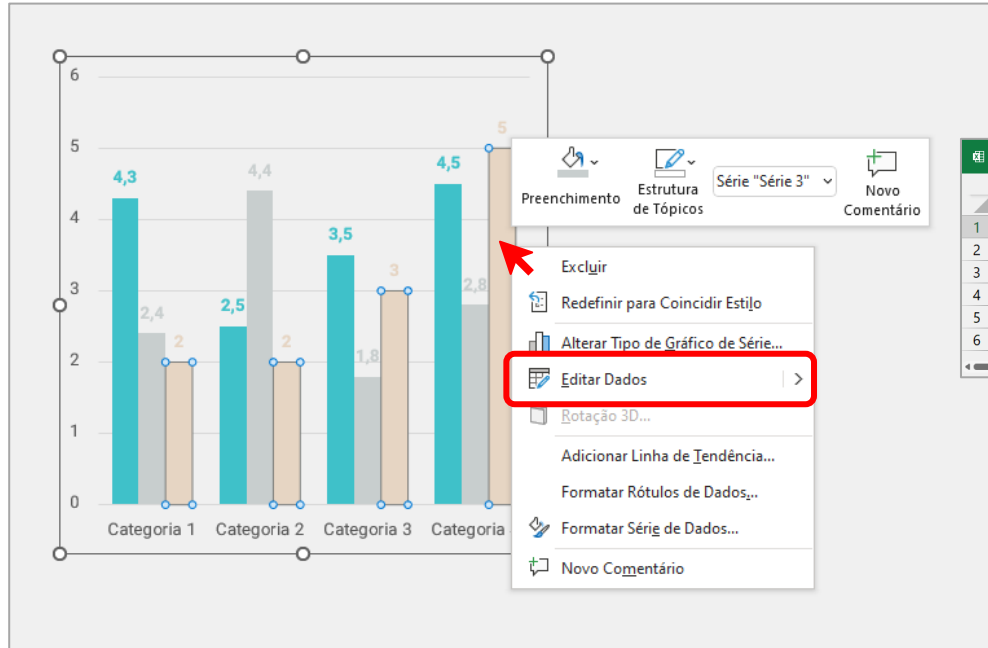 6
5
4
3
2
1
0
4,3
2,4
2
2,5
4,4
2
3,5
1,8
3
4,5
2,8
5
Categoria 1
Categoria 2
Categoria 3
Categoria
Preenchimento
Estrutura
de Tópicos
Série "Série 3"
Novo
Comentário
Excluir
Redefinir para Coincidir Estilo
Alterar Tipo de Gráfico de Série...
Editar Dados
Rotação 3D...
Adicionar Linha de Tendência...
Formatar Rótulos de Dados...
Formatar Série de Dados...
Novo Comentário
1
2
3
4
5
6